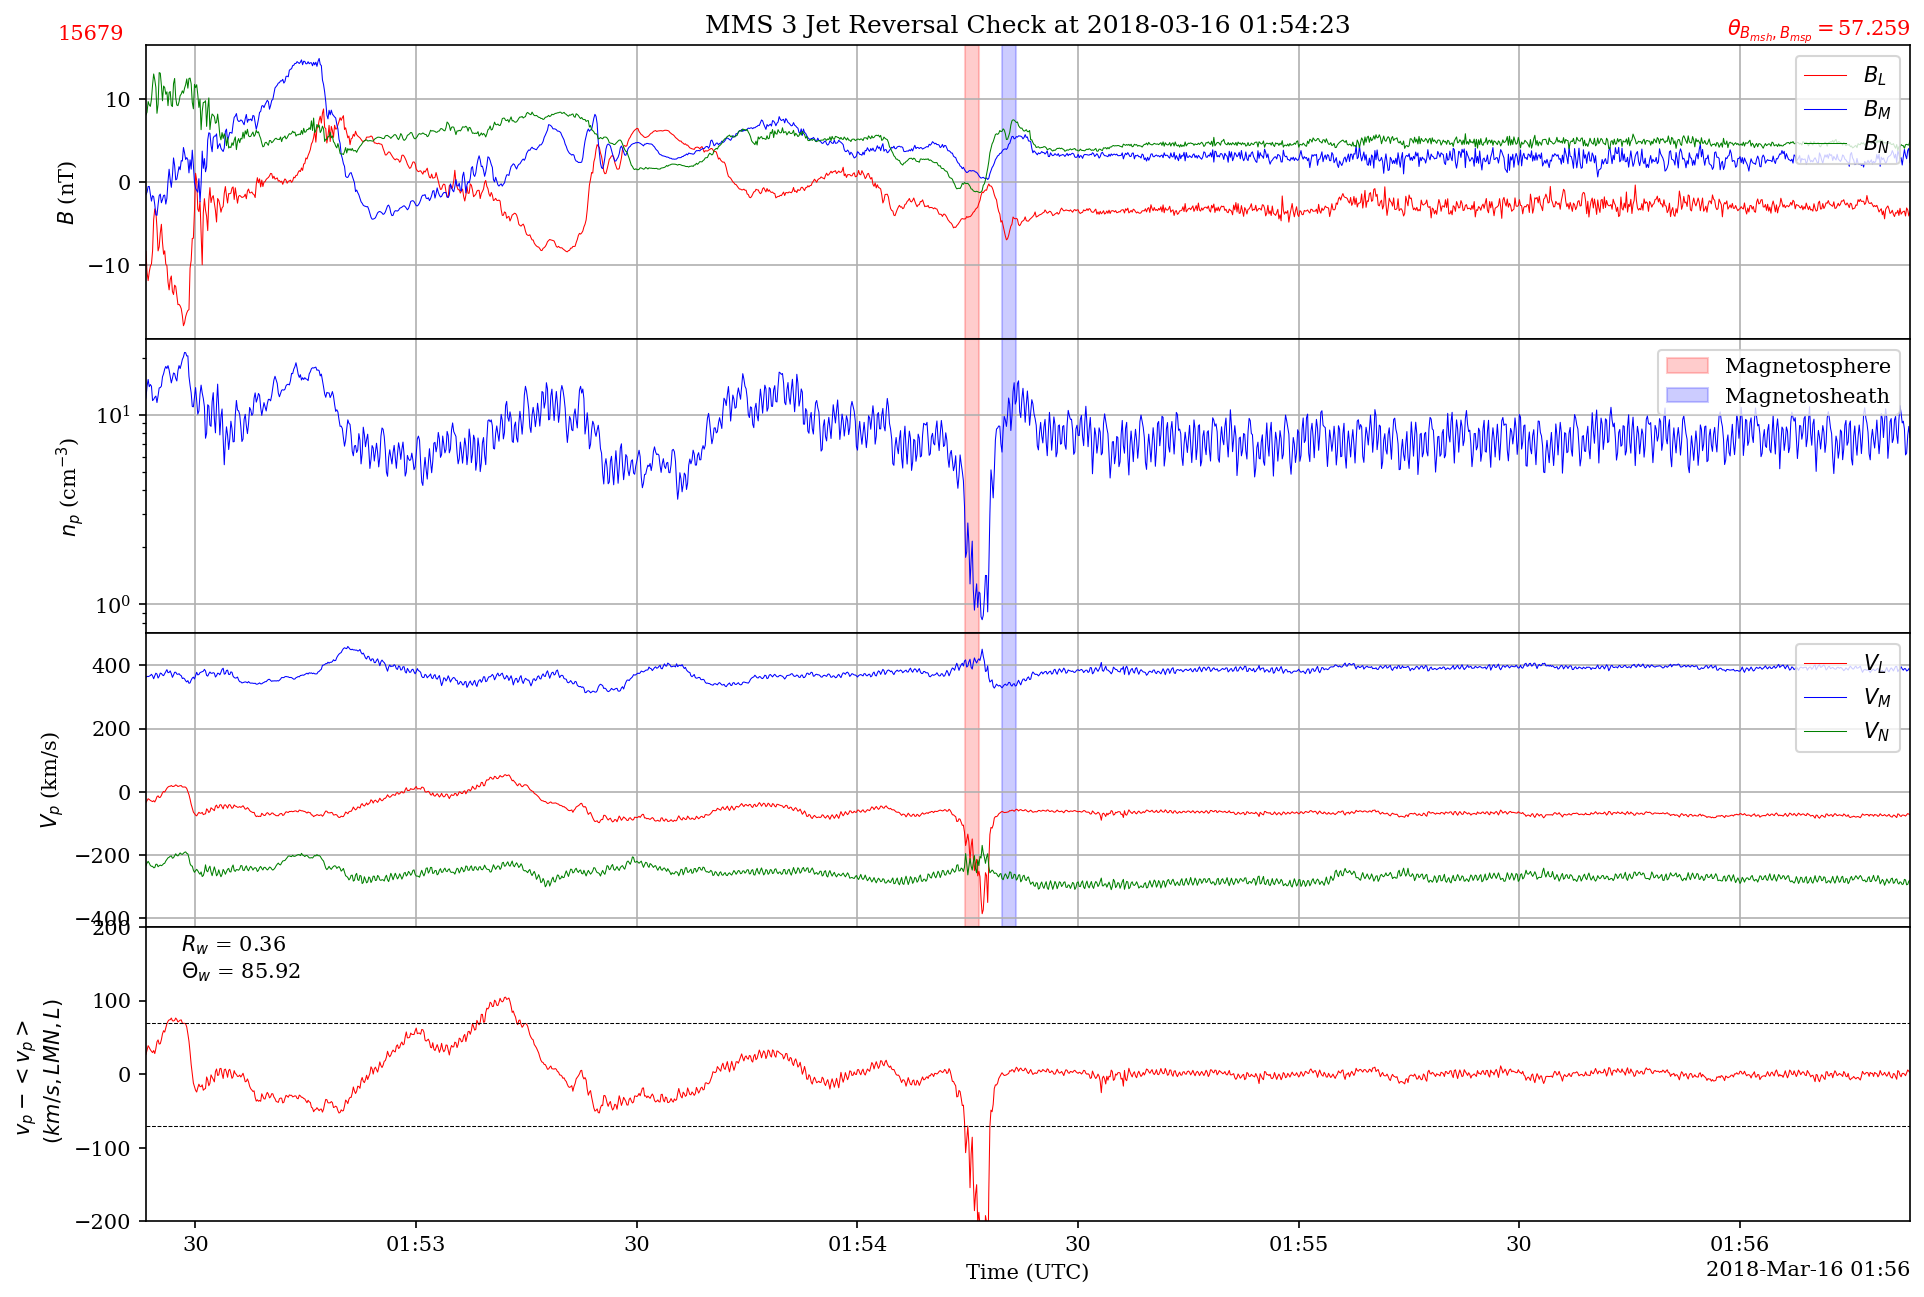 MMS 3 Jet Reversal Check at 2018-03-16 01:54:23
15679
θ_{B_{msh}, B_{msp}} = 57.259
B (nT)
10
0
−10
B_L
B_M
B_N
n_p (cm^{−3})
10^1
10^0
Magnetosphere
Magnetosheath
V_p (km/s)
400
200
0
−200
−400
V_L
V_M
V_N
v_p − < v_p >
(km/s, LMN, L)
200
100
0
−100
−200
R_w = 0.36
Θ_w = 85.92
30
01:53
30
01:54
30
01:55
30
01:56
Time (UTC)
2018-Mar-16 01:56